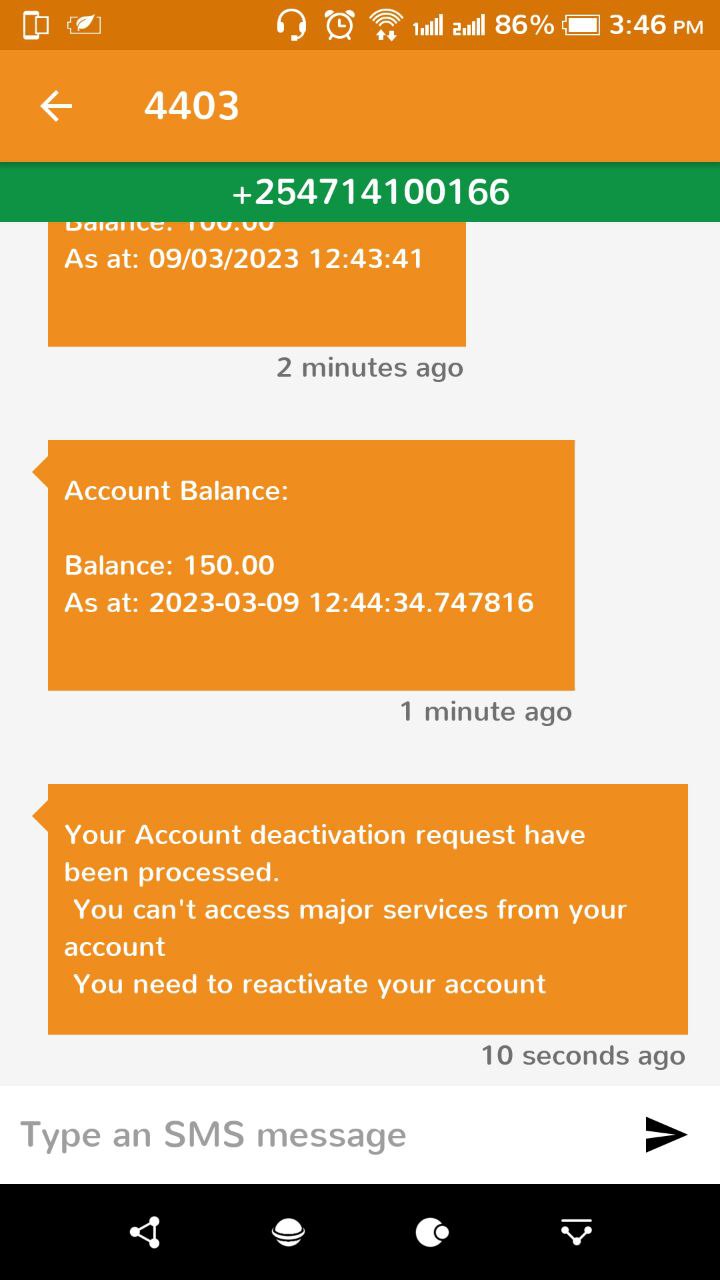 86% 3:46 PM
4403
+254714100166
Balance: 100.00
As at: 09/03/2023 12:43:41
2 minutes ago
Account Balance:
Balance: 150.00
As at: 2023-03-09 12:44:34.747816
1 minute ago
Your Account deactivation request have
been processed.
You can't access major services from your
account
You need to reactivate your account
10 seconds ago
Type an SMS message